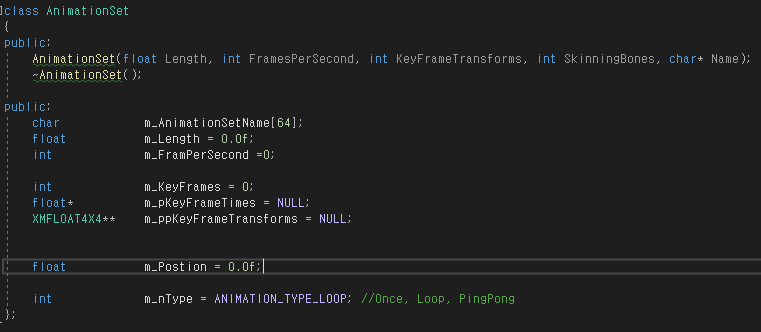 class AnimationSet
{
public:
AnimationSet(float Length, int FramesPerSecond, int KeyFrameTransforms, int SkinningBones, char* Name);
~AnimationSet();
public:
char m_AnimationSetName[64];
float m_Length = 0.0f;
int m_FramPerSecond =0;
int m_KeyFrames = 0;
float* m_pKeyFrameTimes = NULL;
XMFLOAT4X4** m_ppKeyFrameTransforms = NULL;
float m_Postion = 0.0f;
int m_nType = ANIMATION_TYPE_LOOP; //Once, Loop, PingPong
};